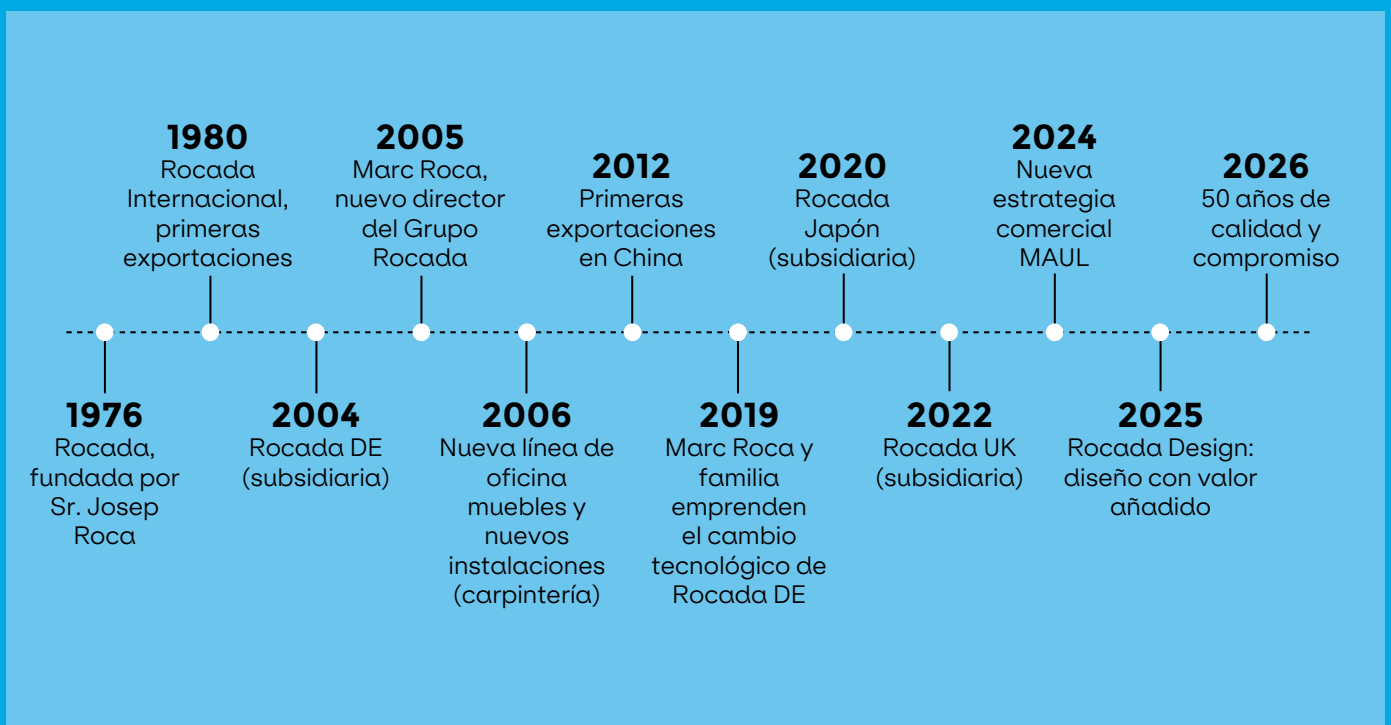 1976
Rocada,
fundada por
Sr. Josep
Roca
1980
Rocada
Internacional,
primeras
exportaciones
2004
Rocada DE
(subsidiaria)
2005
Marc Roca,
nuevo director
del Grupo
Rocada
2006
Nueva línea de
oficina
muebles y
nuevos
instalaciones
(carpintería)
2012
Primeras
exportaciones
en China
2019
Marc Roca y
familia
emprenden
el cambio
tecnológico de
Rocada DE
2020
Rocada
Japón
(subsidiaria)
2022
Rocada UK
(subsidiaria)
2024
Nueva
estrategia
comercial
MAUL
2025
Rocada Design:
diseño con valor
añadido
2026
50 años de
calidad y
compromiso